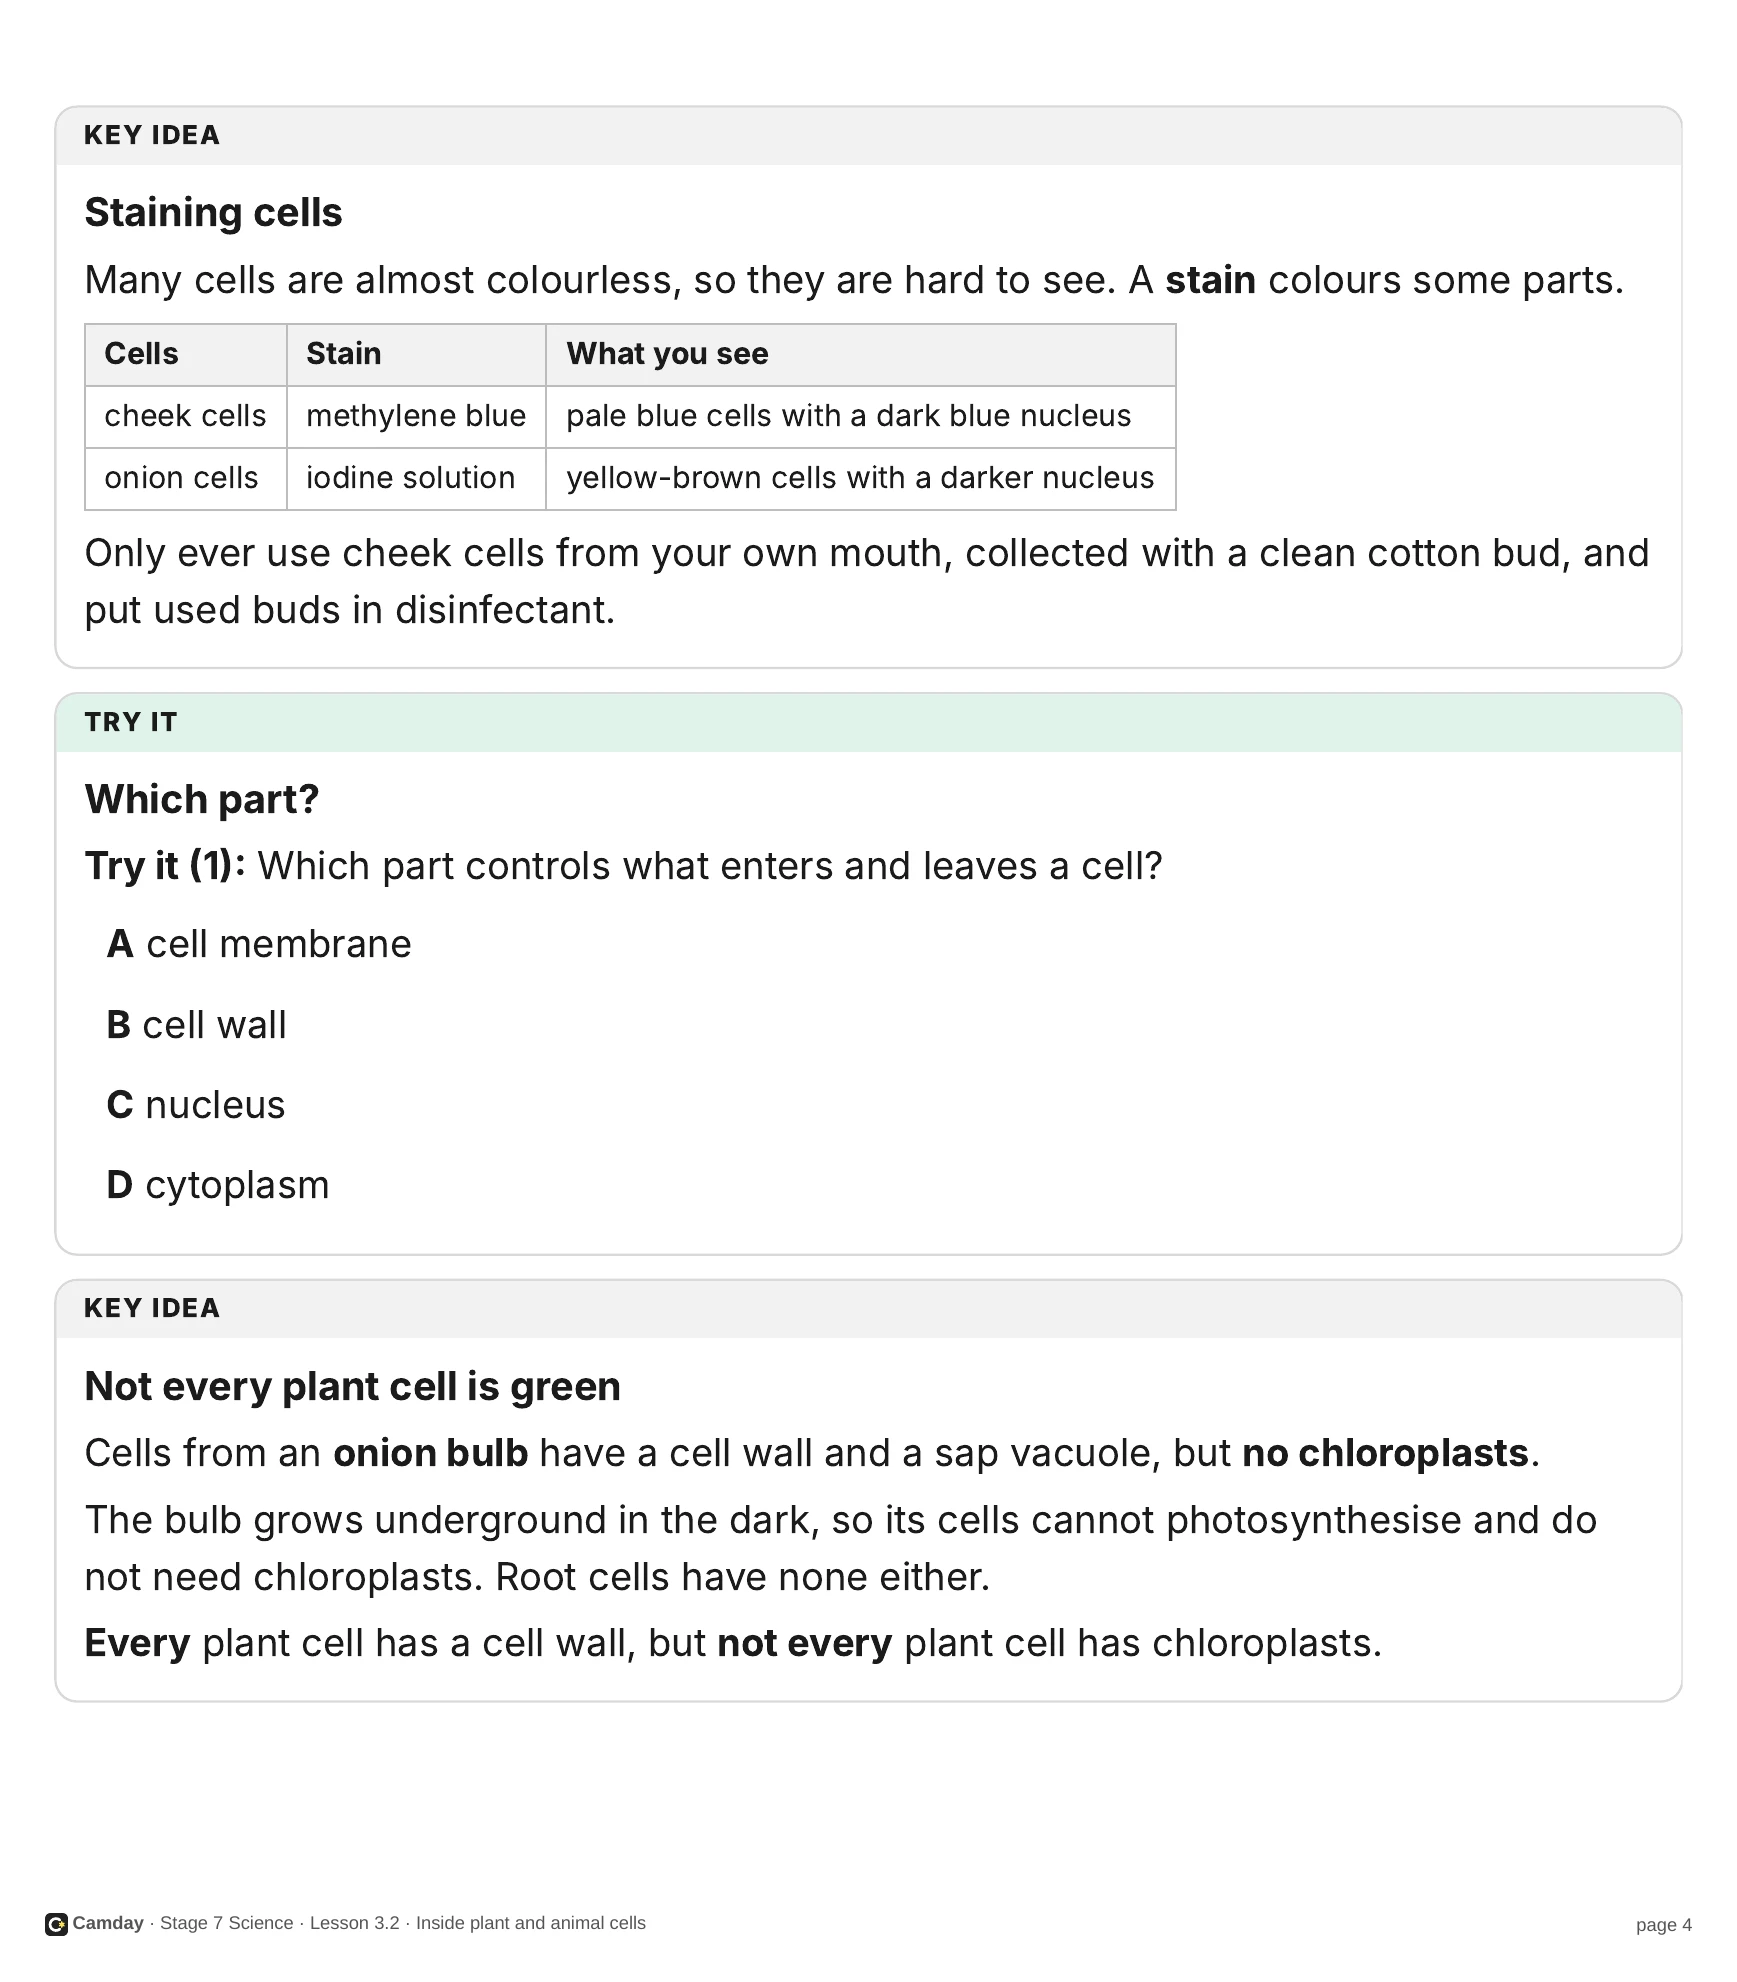 KEY IDEA
Staining cells
Many cells are almost colourless, so they are hard to see. A stain colours some parts.
Cells Stain What you see
cheek cells methylene blue pale blue cells with a dark blue nucleus
onion cells iodine solution yellow-brown cells with a darker nucleus
Only ever use cheek cells from your own mouth, collected with a clean cotton bud, and
put used buds in disinfectant.
TRY IT
Which part?
Try it (1): Which part controls what enters and leaves a cell?
A cell membrane
B cell wall
C nucleus
D cytoplasm
KEY IDEA
Not every plant cell is green
Cells from an onion bulb have a cell wall and a sap vacuole, but no chloroplasts.
The bulb grows underground in the dark, so its cells cannot photosynthesise and do
not need chloroplasts. Root cells have none either.
Every plant cell has a cell wall, but not every plant cell has chloroplasts.
Camday · Stage 7 Science · Lesson 3.2 · Inside plant and animal cells page 4